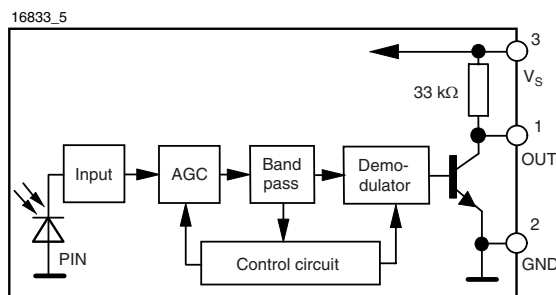 16833_5
3
VS
33 kΩ
1
OUT
Input
AGC
Band
pass
Demo-
dulator
2
GND
PIN
Control circuit